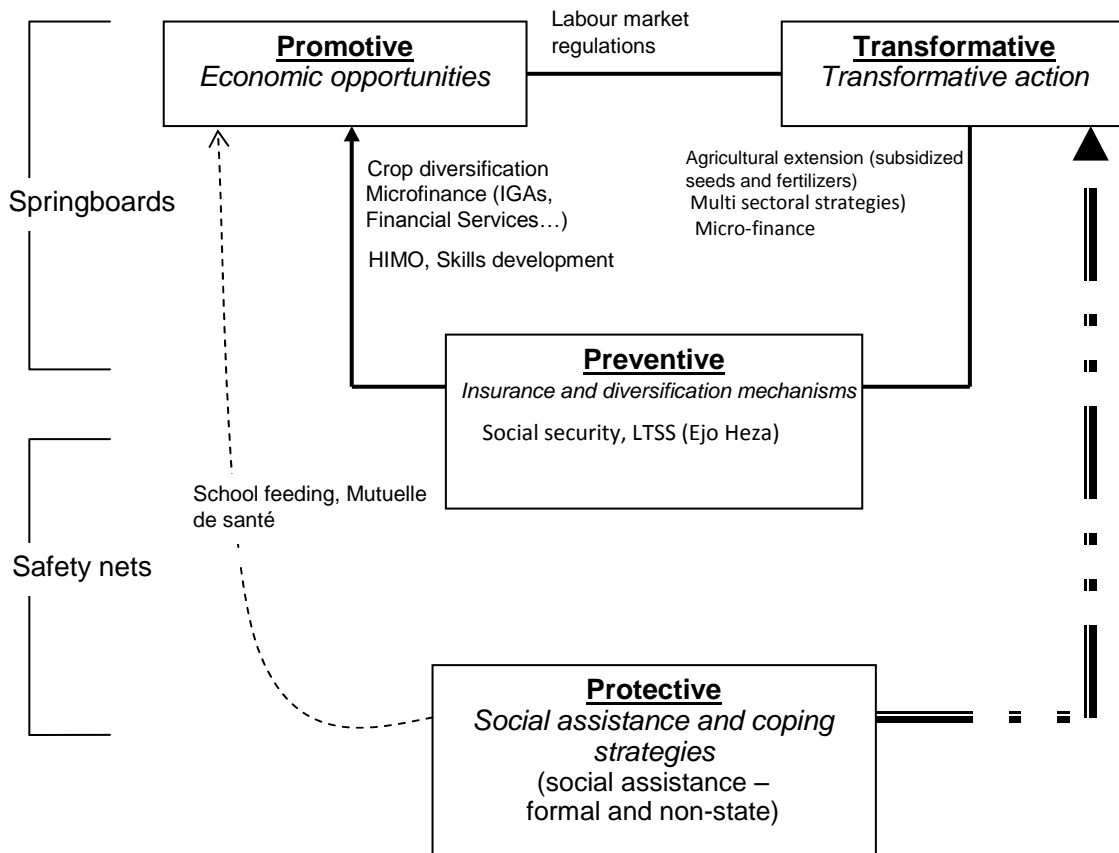 Labour market
regulations
Promotive
Economic opportunities
Transformative
Transformative action
Springboards
Crop diversification
Microfinance (IGAs,
Financial Services…)
HIMO, Skills development
Agricultural extension (subsidized
seeds and fertilizers)
Multi sectoral strategies)
Micro-finance
Preventive
Insurance and diversification mechanisms
Social security, LTSS (Ejo Heza)
School feeding, Mutuelle
de santé
Safety nets
Protective
Social assistance and coping
strategies
(social assistance –
formal and non-state)